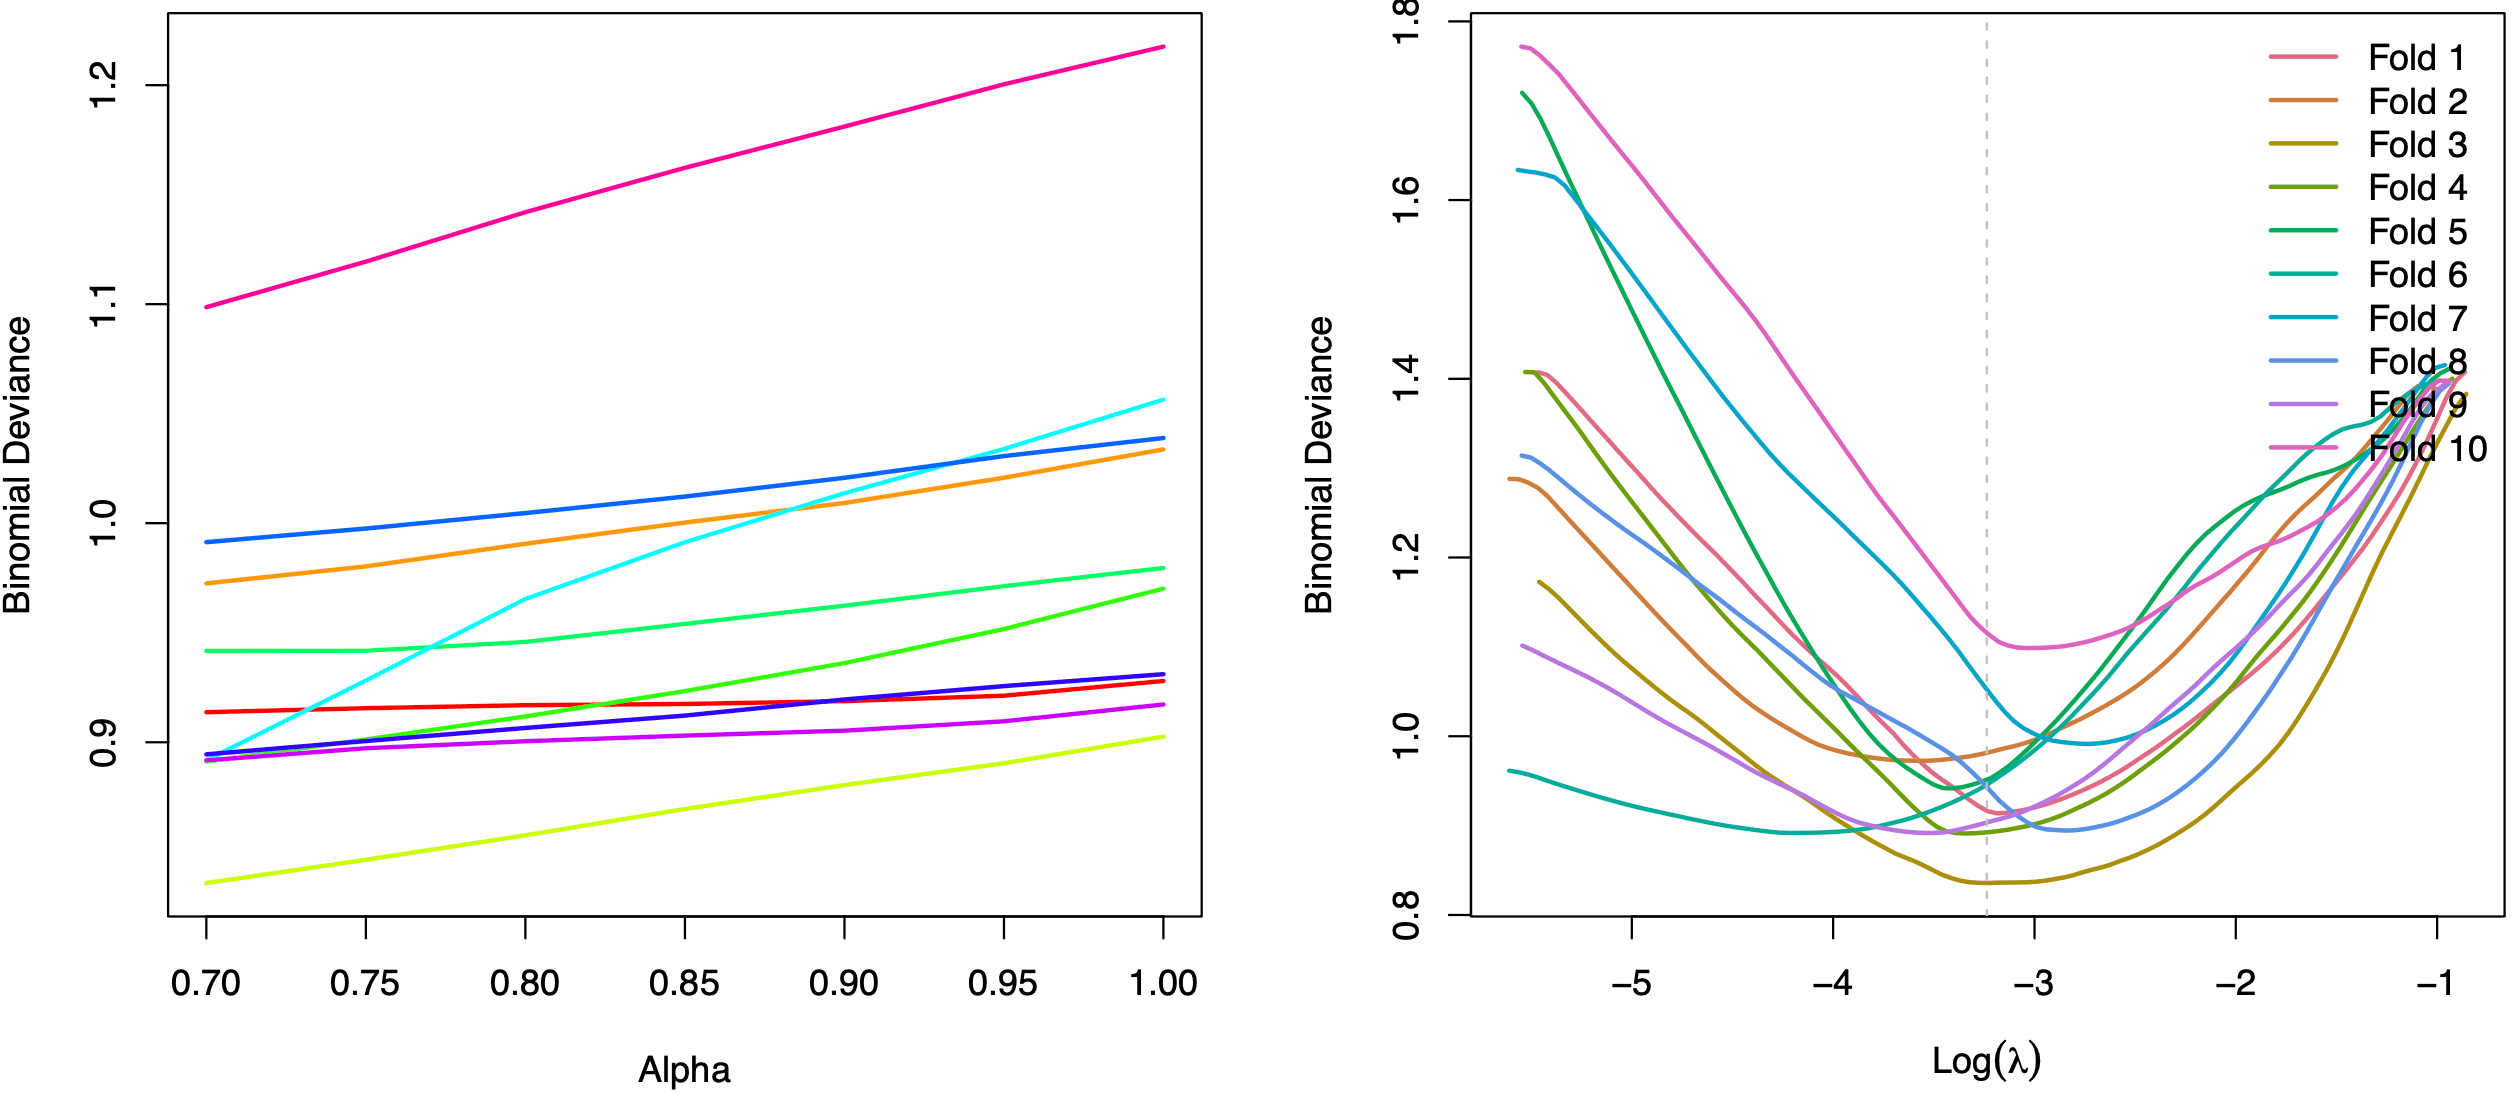 Binomial Deviance
1.2
1.1
1.0
0.9
0.70 0.75 0.80 0.85 0.90 0.95 1.00
Alpha
Binomial Deviance
1.8
1.6
1.4
1.2
1.0
0.8
−5 −4 −3 −2 −1
Log(λ)
Fold 1
Fold 2
Fold 3
Fold 4
Fold 5
Fold 6
Fold 7
Fold 8
Fold 9
Fold 10